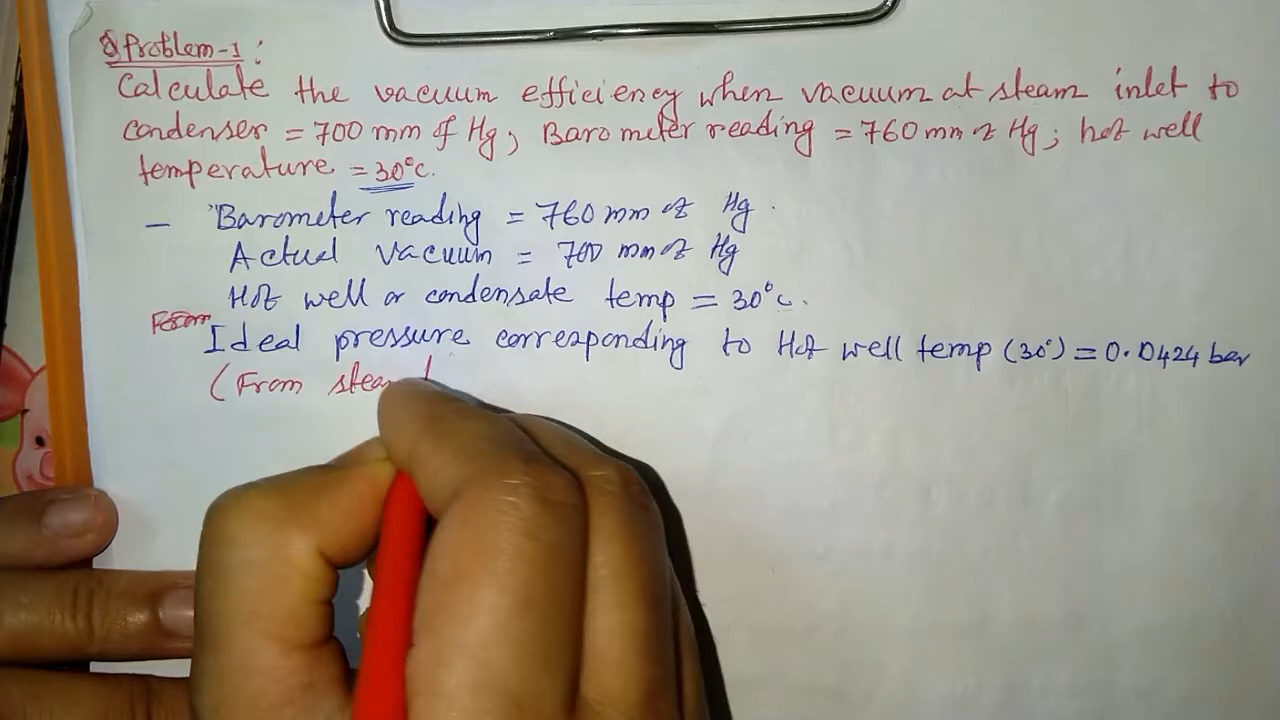 Problem-1:
Calculate the vacuum efficiency when vacuum at steam inlet to
condenser = 700 mm of Hg; Barometer reading = 760 mm of Hg; hot well
temperature = 30°c.
– Barometer reading = 760 mm of Hg.
Actual vacuum = 700 mm of Hg
Hot well or condensate temp = 30°c.
From
Ideal pressure corresponding to Hot well temp (30°) = 0.0424 bar
(From steam